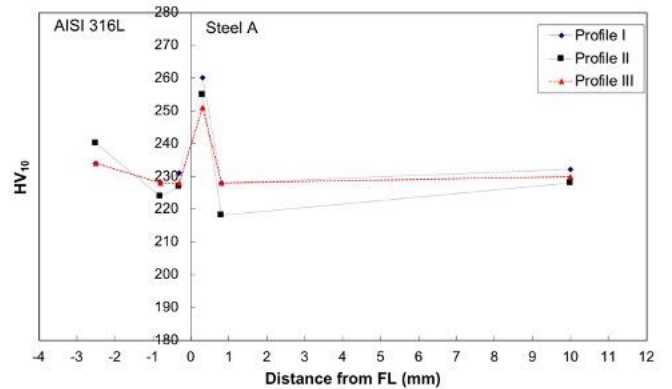 AISI 316L
Steel A
Profile I
Profile II
Profile III
280
270
260
250
240
230
220
210
200
190
180
HV10
-4 -3 -2 -1 0 1 2 3 4 5 6 7 8 9 10 11 12
Distance from FL (mm)